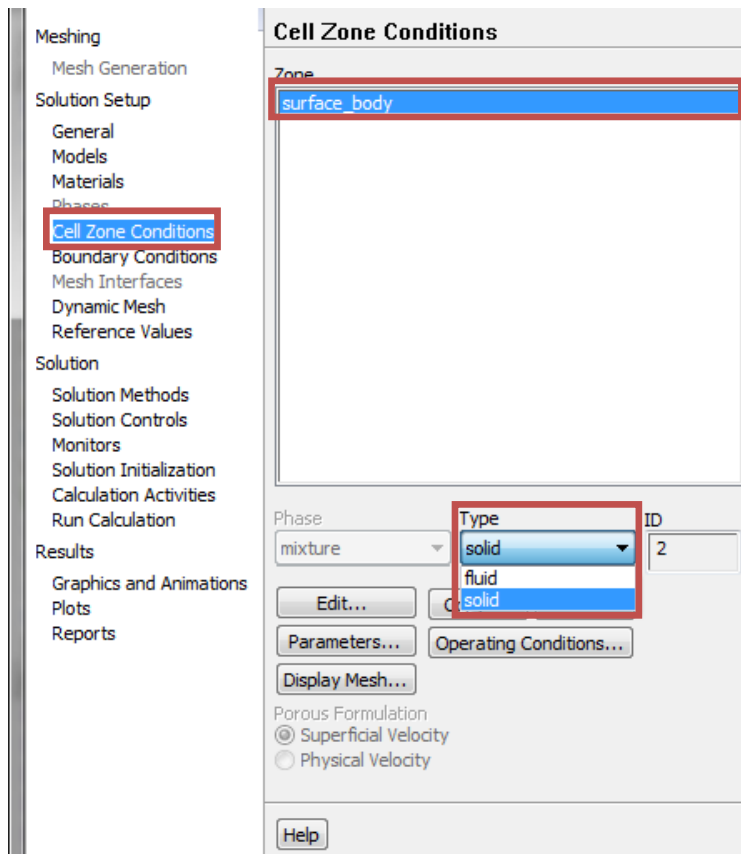 Meshing
Mesh Generation
Solution Setup
General
Models
Materials
Phases
Cell Zone Conditions
Boundary Conditions
Mesh Interfaces
Dynamic Mesh
Reference Values
Solution
Solution Methods
Solution Controls
Monitors
Solution Initialization
Calculation Activities
Run Calculation
Results
Graphics and Animations
Plots
Reports
Cell Zone Conditions
Zone
surface_body
Phase Type ID
mixture solid 2
fluid
solid
Edit...
Parameters... Operating Conditions...
Display Mesh...
Porous Formulation
Superficial Velocity
Physical Velocity
Help